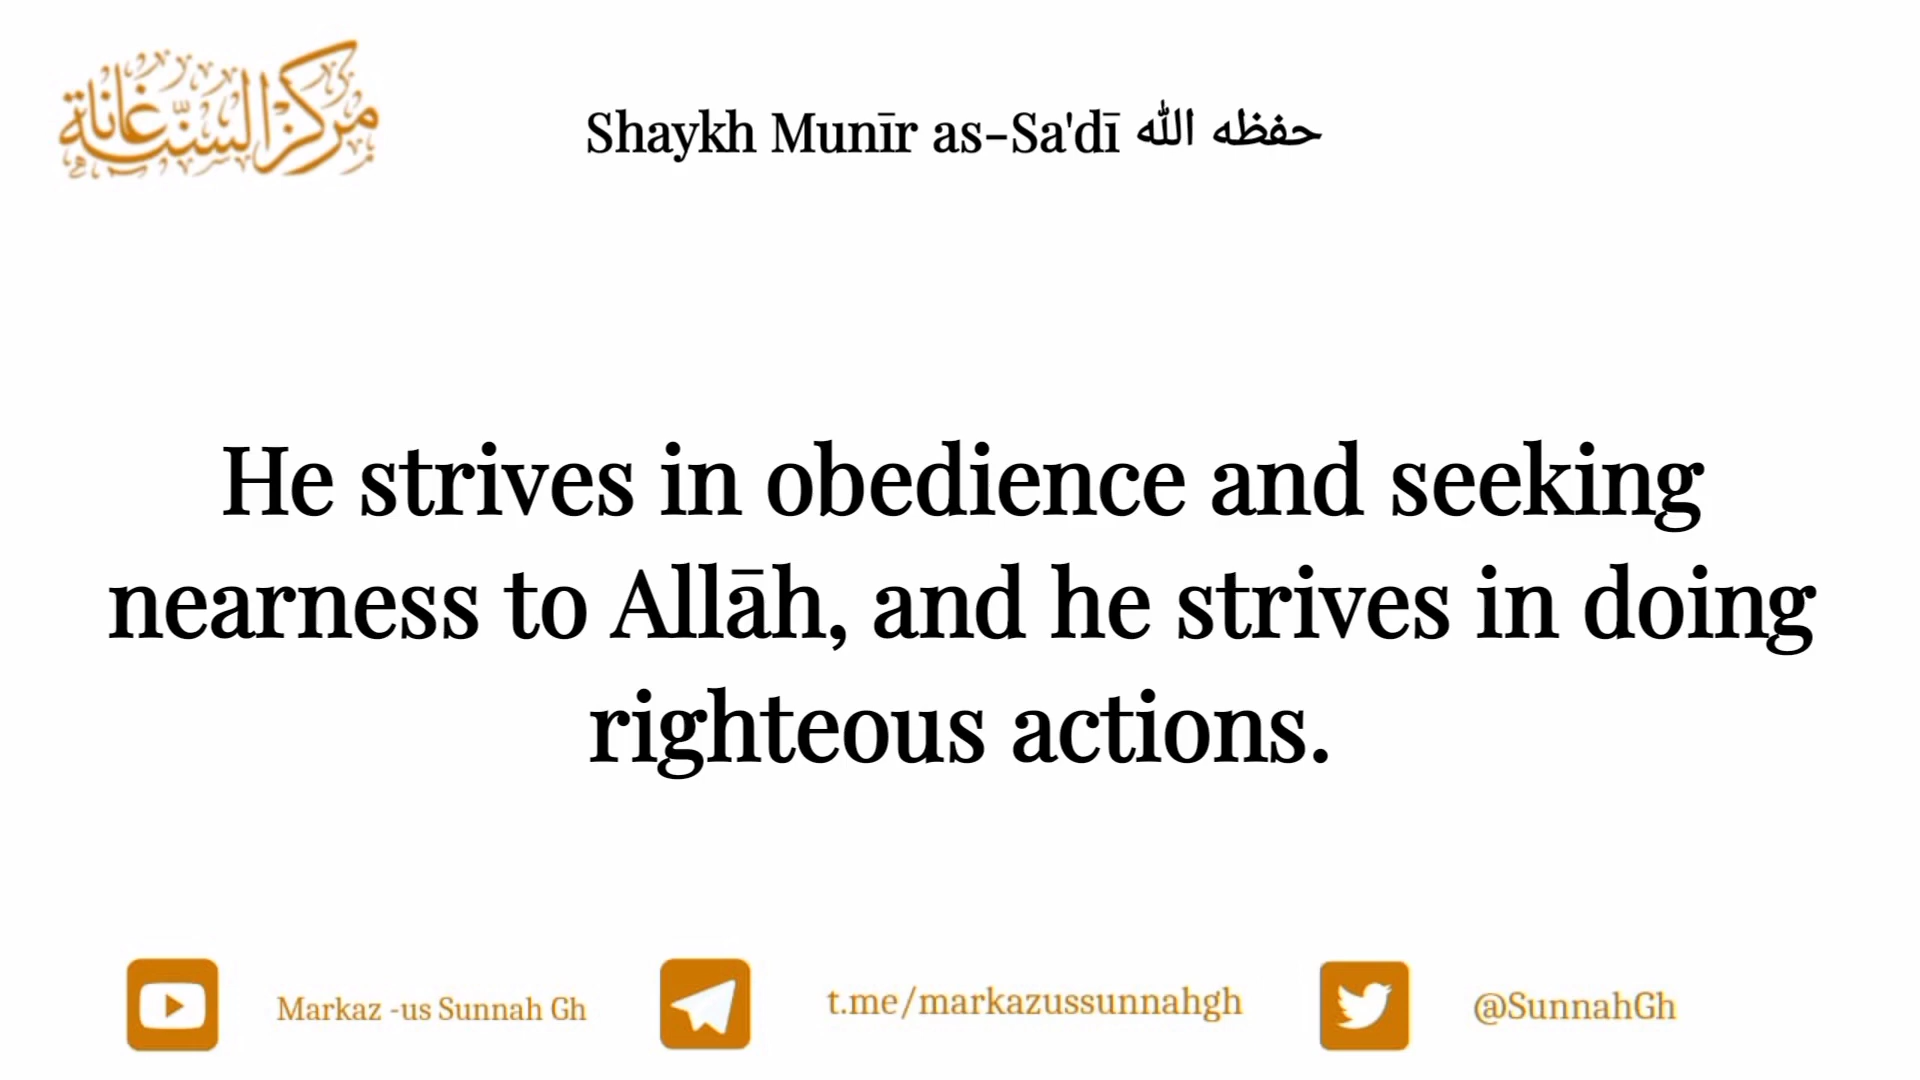 مركز السنة غانة
Shaykh Munīr as-Sa'dī حفظه الله
He strives in obedience and seeking
nearness to Allāh, and he strives in doing
righteous actions.
Markaz -us Sunnah Gh
t.me/markazussunnahgh
@SunnahGh